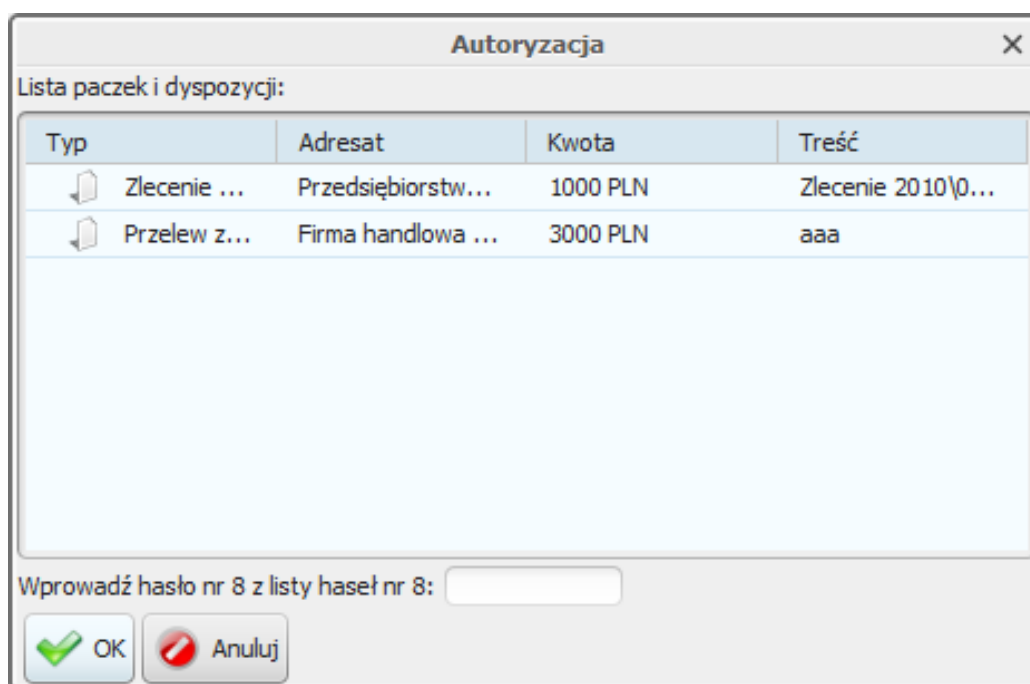 Autoryzacja
Lista paczek i dyspozycji:
Typ Adresat Kwota Treść
Zlecenie ... Przedsiębiorstw... 1000 PLN Zlecenie 2010\0...
Przelew z... Firma handlowa ... 3000 PLN aaa
Wprowadź hasło nr 8 z listy haseł nr 8:
OK Anuluj